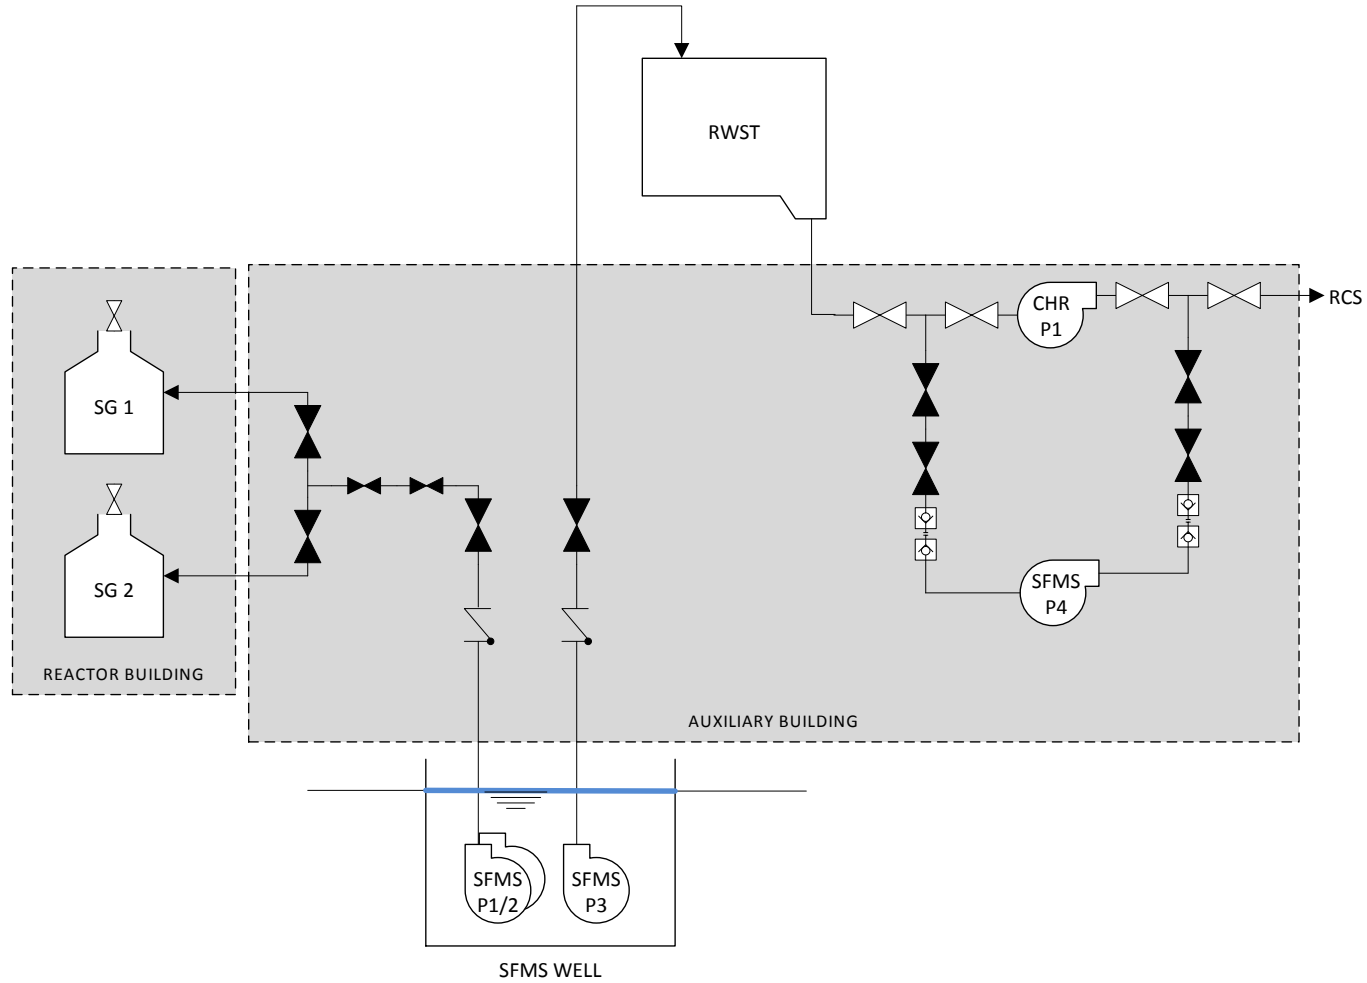 RWST
CHR
P1
RCS
SG 1
SG 2
SFMS
P4
REACTOR BUILDING
AUXILIARY BUILDING
SFMS
P1/2
SFMS
P3
SFMS WELL